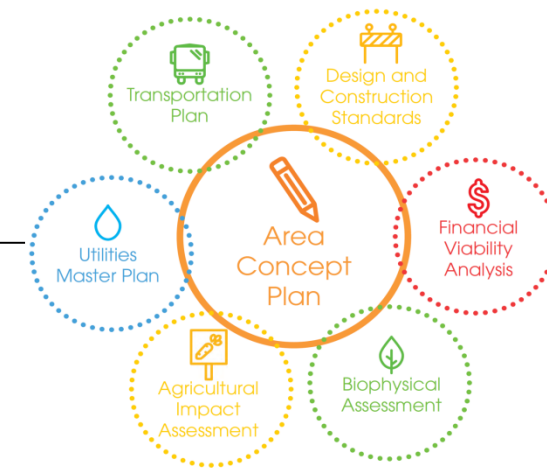 Transportation
Plan
Design and
Construction
Standards
Utilities
Master Plan
Area
Concept
Plan
$
Financial
Viability
Analysis
Agricultural
Impact
Assessment
Biophysical
Assessment